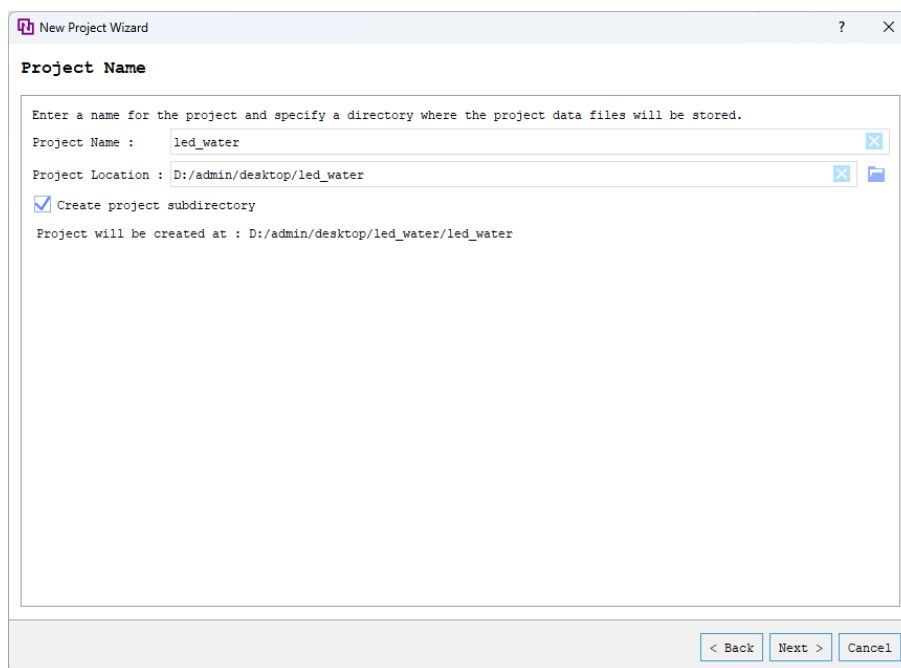 New Project Wizard ?
Project Name
Enter a name for the project and specify a directory where the project data files will be stored.
Project Name : led_water
Project Location : D:/admin/desktop/led_water
Create project subdirectory
Project will be created at : D:/admin/desktop/led_water/led_water
< Back Next > Cancel